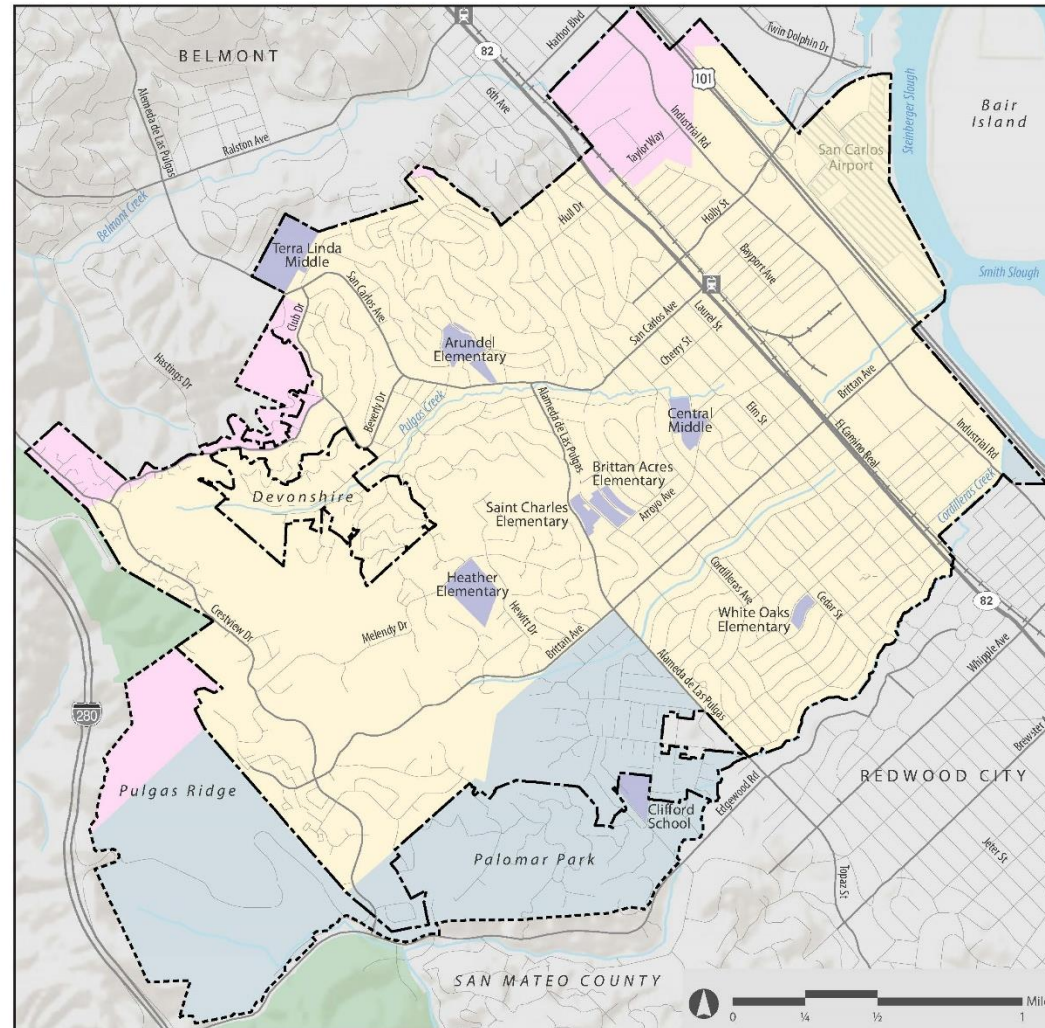 BELMONT
82
Harbor Blvd
Twin Dolphin Dr
101
Alameda de Las Pulgas
6th Ave
Ralston Ave
Industrial Rd
Steinberger Slough
Bair
Island
San Carlos
Airport
Taylor Way
Belmont Creek
Hull Dr
Holly St
Terra Linda
Middle
Bayport Ave
Smith Slough
San Carlos Ave
San Carlos Ave
Laurel St
Club Dr
Cherry St
Arundel
Elementary
Hastings Dr
Beverly Dr
Pulgas Creek
Alameda de Las Pulgas
Brittan Ave
Central
Middle
Elm St
El Camino Real
Industrial Rd
Brittan Acres
Elementary
Devonshire
Saint Charles
Elementary
Arroyo Ave
Cordilleras Creek
Heather
Elementary
Hewitt Dr
Cordilleras Ave
White Oaks
Elementary
Cedar St
82
Crestview Dr
Melendy Dr
Brittan Ave
Whipple Ave
Alameda de Las Pulgas
280
Brewster
REDWOOD CITY
Pulgas Ridge
Edgewood Rd
Clifford
School
Palomar Park
Jeter St
Topaz St
SAN MATEO COUNTY
Mile
0 ¼ ½ 1